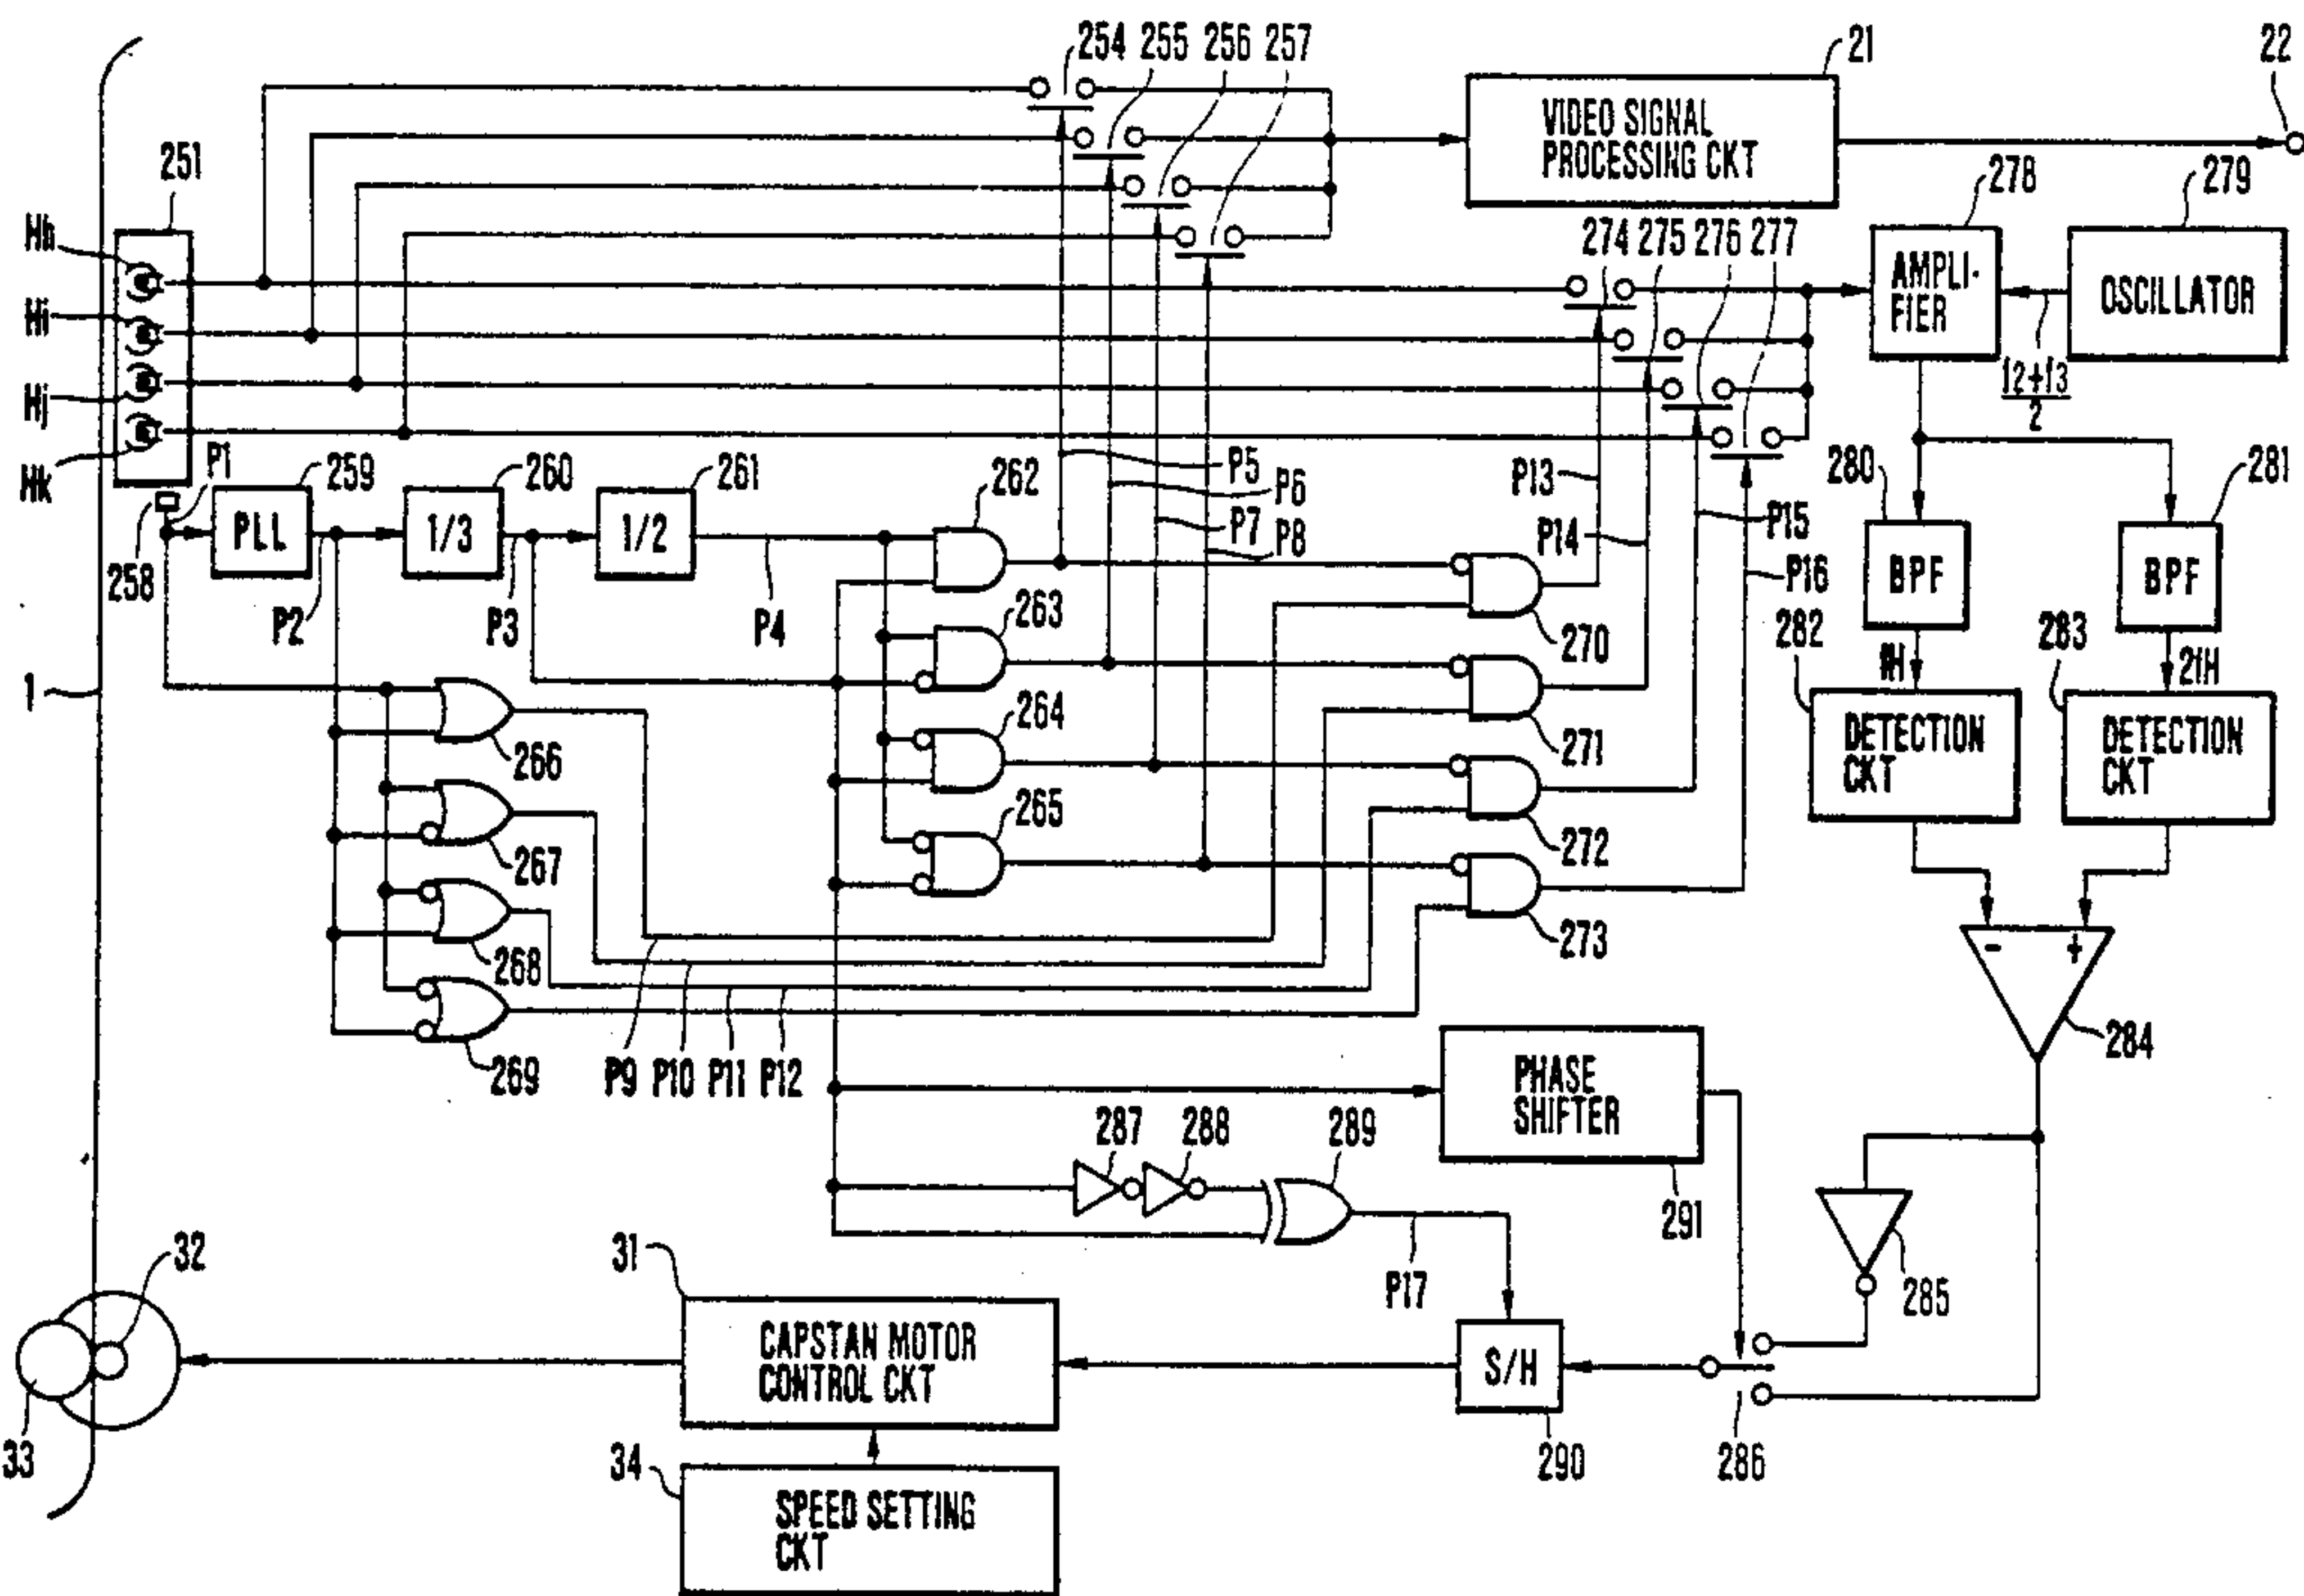 254 255 256 257
21
22
VIDEO SIGNAL
PROCESSING CKT
251
278
279
Hh
274 275 276 277
AMPLI-
FIER
OSCILLATOR
Hi
f2+f3
2
Hj
Hk
P1
259
260
261
262
P5
P6
P13
280
281
258
PLL
1/3
1/2
P7
P8
P14
P15
BPF
BPF
P16
P2
P3
P4
263
270
282
fH
283
2fH
1
264
271
DETECTION
CKT
DETECTION
CKT
266
265
267
272
268
273
- +
269
P9 P10 P11 P12
284
PHASE
SHIFTER
287 288 289
291
32
31
P17
285
CAPSTAN MOTOR
CONTROL CKT
S/H
33
34
290
286
SPEED SETTING
CKT